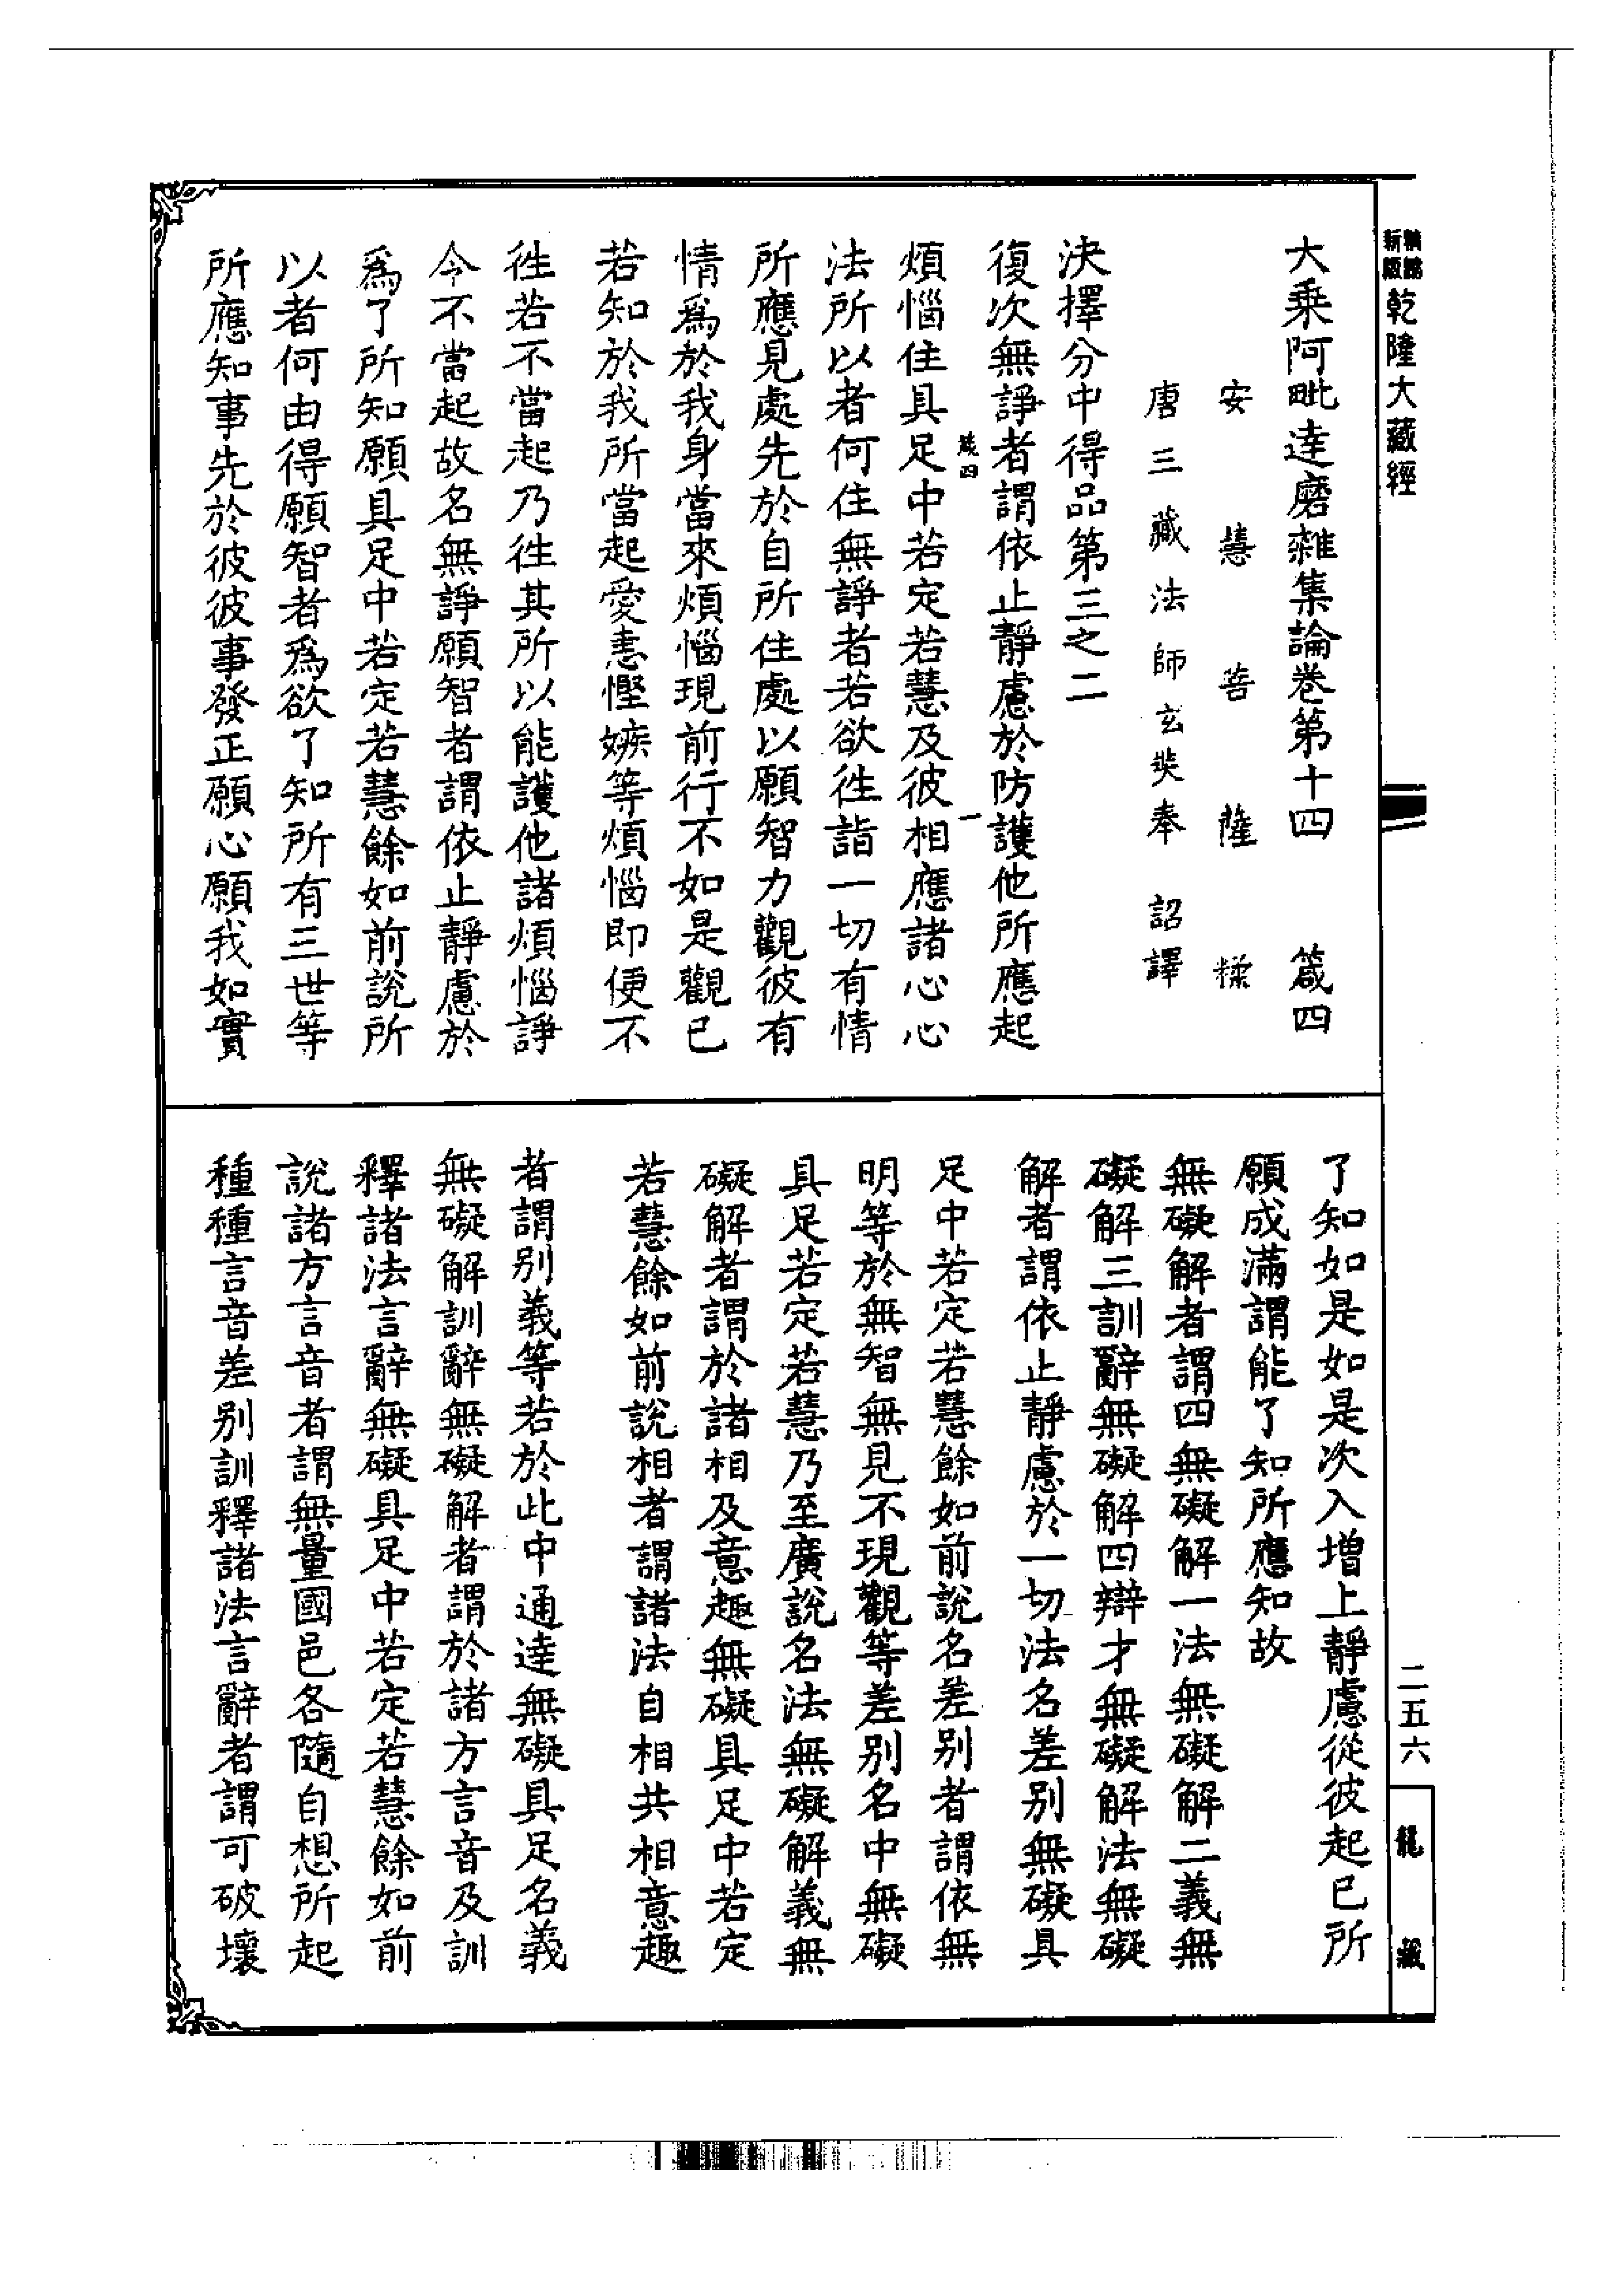 新版
精縮
乾隆大藏經
大乘阿毗達磨雜集論卷第十四　箴四
安慧菩薩糅
唐三藏法師玄奘奉　詔譯
決擇分中得品第三之二
復次無諍者謂依止靜慮於防護他所應起
箴四　一
煩惱住具足中若定若慧及彼相應諸心心
法所以者何住無諍者若欲徃詣一切有情
所應見處先於自所住處以願智力觀彼有
情爲於我身當來煩惱現前行不如是觀已
若知於我所當起愛恚慳嫉等煩惱即便不
徃若不當起乃徃其所以能護他諸煩惱諍
今不當起故名無諍願智者謂依止靜慮於
爲了所知願具足中若定若慧餘如前說所
以者何由得願智者爲欲了知所有三世等
所應知事先於彼彼事發正願心願我如實
了知如是如是次入增上靜慮從彼起已所
願成滿謂能了知所應知故
無礙解者謂四無礙解一法無礙解二義無
礙解三訓辭無礙解四辯才無礙解法無礙
解者謂依止靜慮於一切法名差別無礙具
足中若定若慧餘如前說名差別者謂依無
明等於無智無見不現觀等差別名中無礙
具足若定若慧乃至廣說名法無礙解義無
礙解者謂於諸相及意趣無礙具足中若定
若慧餘如前說相者謂諸法自相共相意趣
者謂別義等若於此中通達無礙具足名義
無礙解訓辭無礙解者謂於諸方言音及訓
釋諸法言辭無礙具足中若定若慧餘如前
說諸方言音者謂無量國邑各隨自想所起
種種言音差別訓釋諸法言辭者謂可破壞
二五六
龍藏